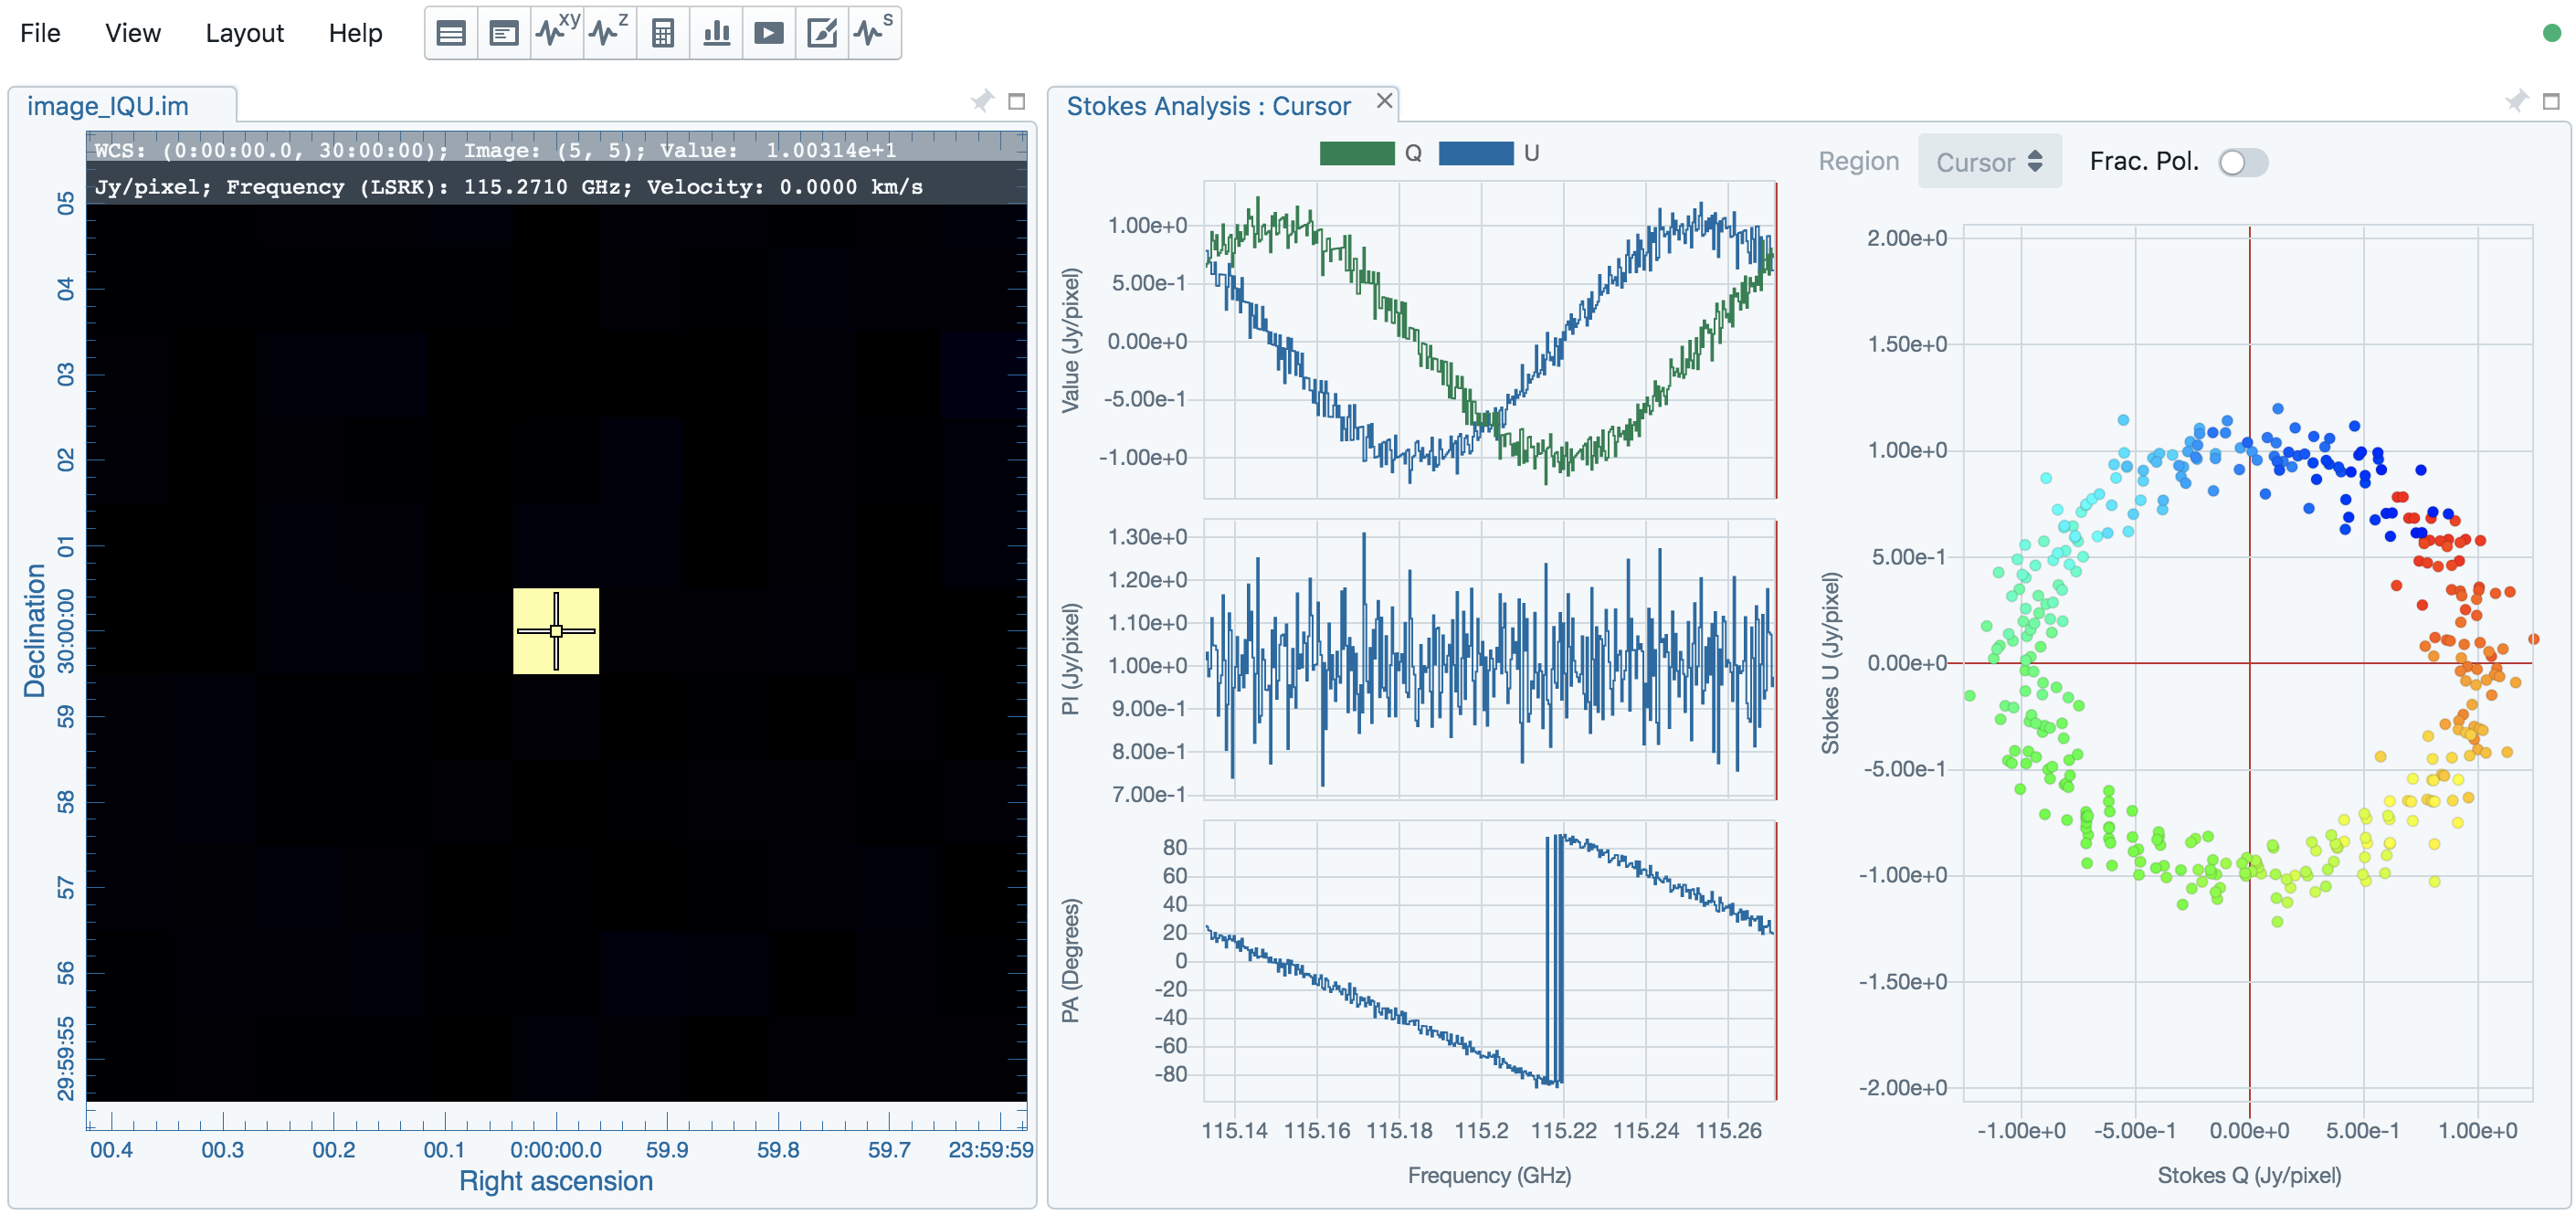 File View Layout Help
xy z s
image_IQU.im
WCS: (0:00:00.0, 30:00:00); Image: (5, 5); Value: 1.00314e+1
Jy/pixel; Frequency (LSRK): 115.2710 GHz; Velocity: 0.0000 km/s
Declination
05
04
03
02
01
30:00:00
59
58
57
56
29:59:55
00.4 00.3 00.2 00.1 0:00:00.0 59.9 59.8 59.7 23:59:59
Right ascension
Stokes Analysis : Cursor
Q U
Region Cursor Frac. Pol.
Value (Jy/pixel)
1.00e+0
5.00e-1
0.00e+0
-5.00e-1
-1.00e+0
PI (Jy/pixel)
1.30e+0
1.20e+0
1.10e+0
1.00e+0
9.00e-1
8.00e-1
7.00e-1
PA (Degrees)
80
60
40
20
0
-20
-40
-60
-80
115.14 115.16 115.18 115.2 115.22 115.24 115.26
Frequency (GHz)
Stokes U (Jy/pixel)
2.00e+0
1.50e+0
1.00e+0
5.00e-1
0.00e+0
-5.00e-1
-1.00e+0
-1.50e+0
-2.00e+0
-1.00e+0 -5.00e-1 0.00e+0 5.00e-1 1.00e+0
Stokes Q (Jy/pixel)